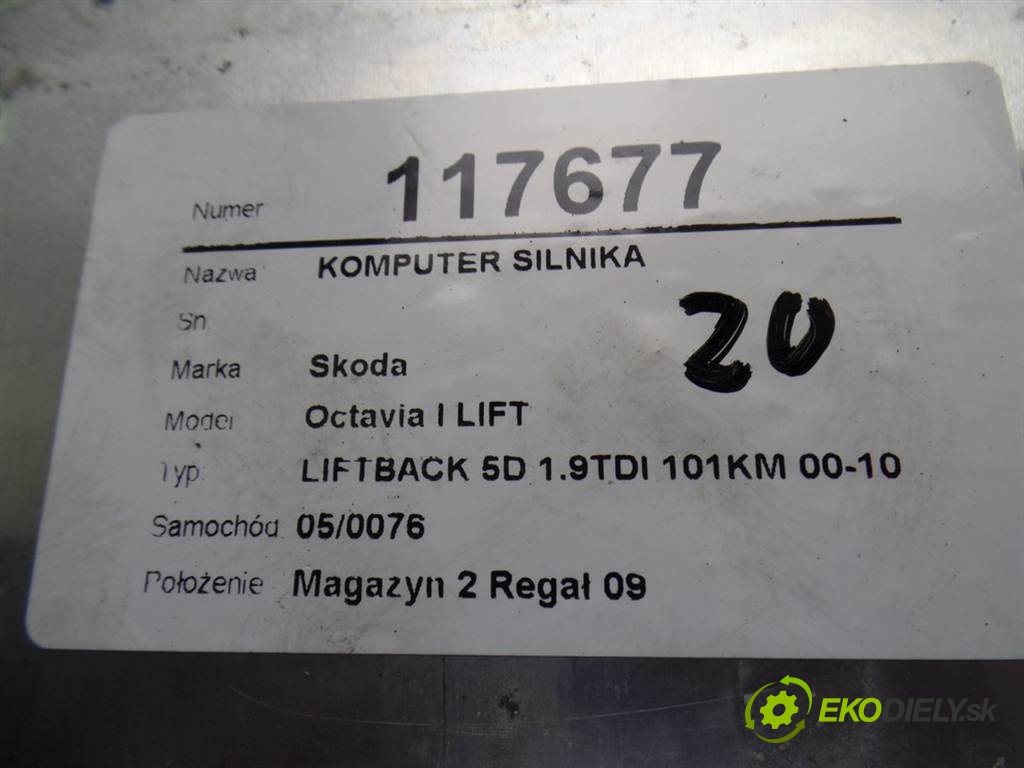 Numer 117677
Nazwa KOMPUTER SILNIKA
Sn
20
Marka Skoda
Model Octavia I LIFT
Typ LIFTBACK 5D 1.9TDI 101KM 00-10
Samochód 05/0076
Położenie Magazyn 2 Regał 09
EKODIELY.sk